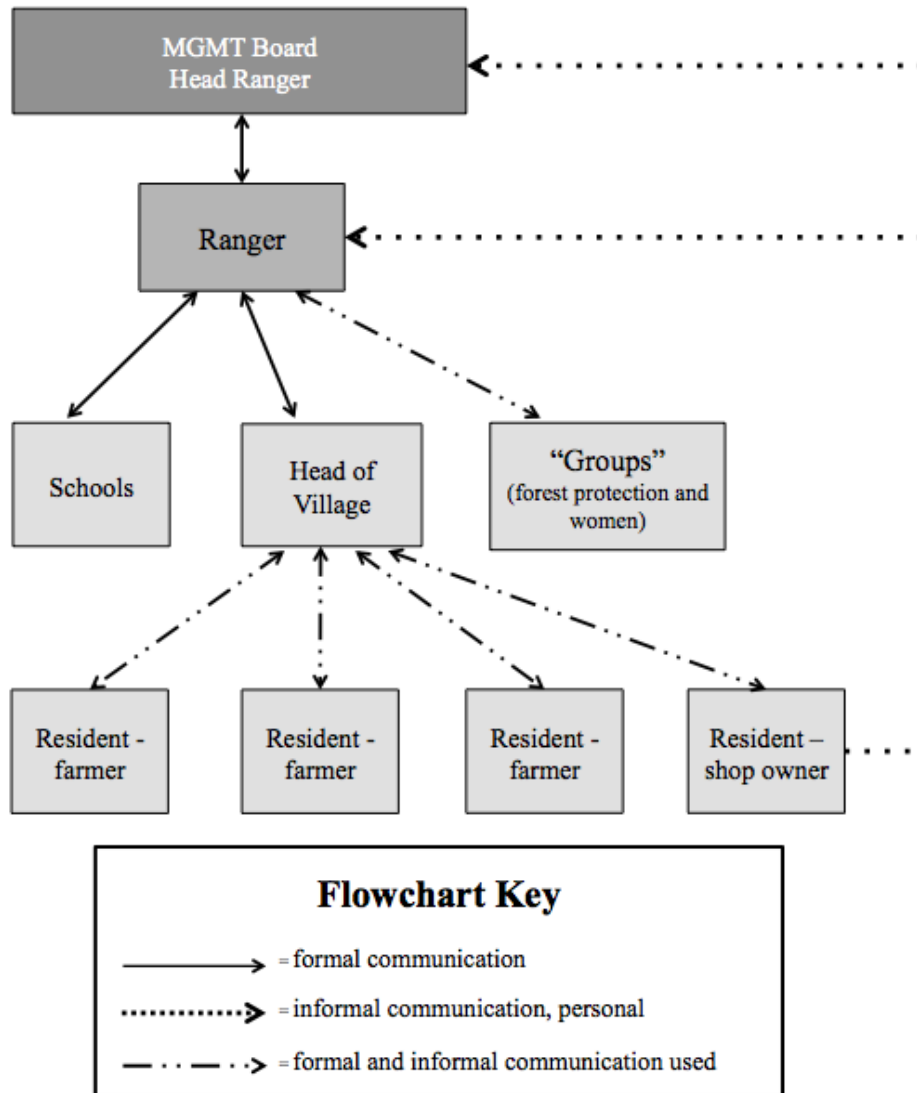 MGMT Board
Head Ranger
Ranger
Schools
Head of
Village
“Groups”
(forest protection and
women)
Resident -
farmer
Resident -
farmer
Resident -
farmer
Resident –
shop owner
Flowchart Key
= formal communication
= informal communication, personal
= formal and informal communication used